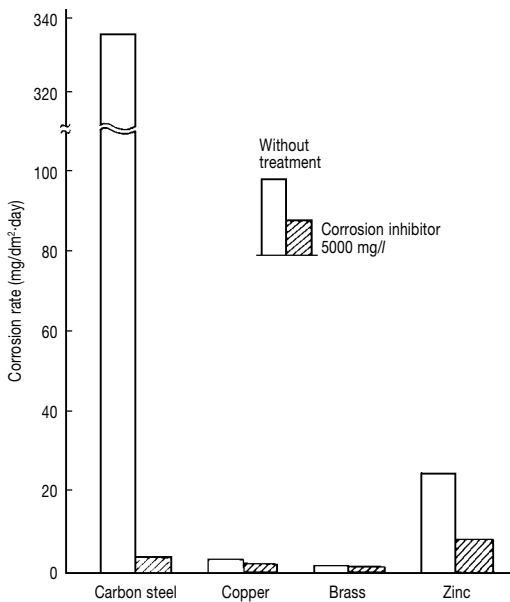 340
320
100
80
60
40
20
0
Corrosion rate (mg/dm²·day)
Without
treatment
Corrosion inhibitor
5000 mg/l
Carbon steel
Copper
Brass
Zinc